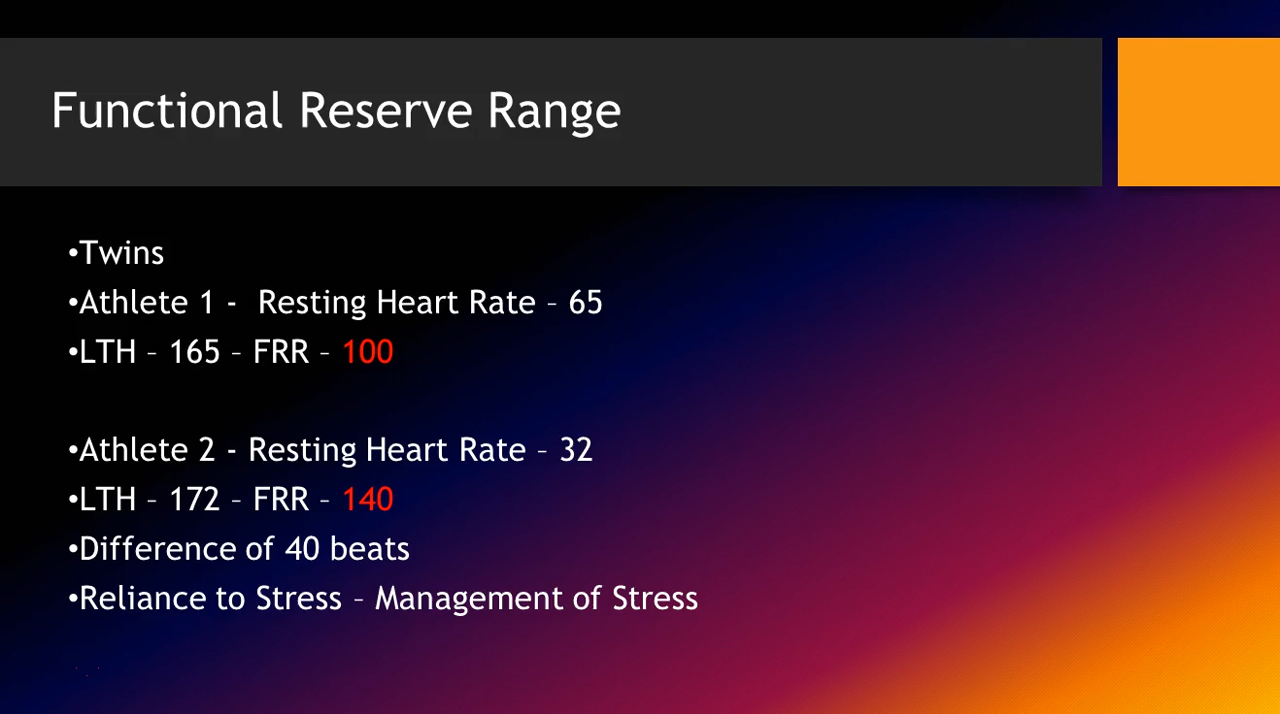 Functional Reserve Range
•Twins
•Athlete 1 -  Resting Heart Rate – 65
•LTH – 165 – FRR – 100
•Athlete 2 - Resting Heart Rate – 32
•LTH – 172 – FRR – 140
•Difference of 40 beats
•Reliance to Stress – Management of Stress